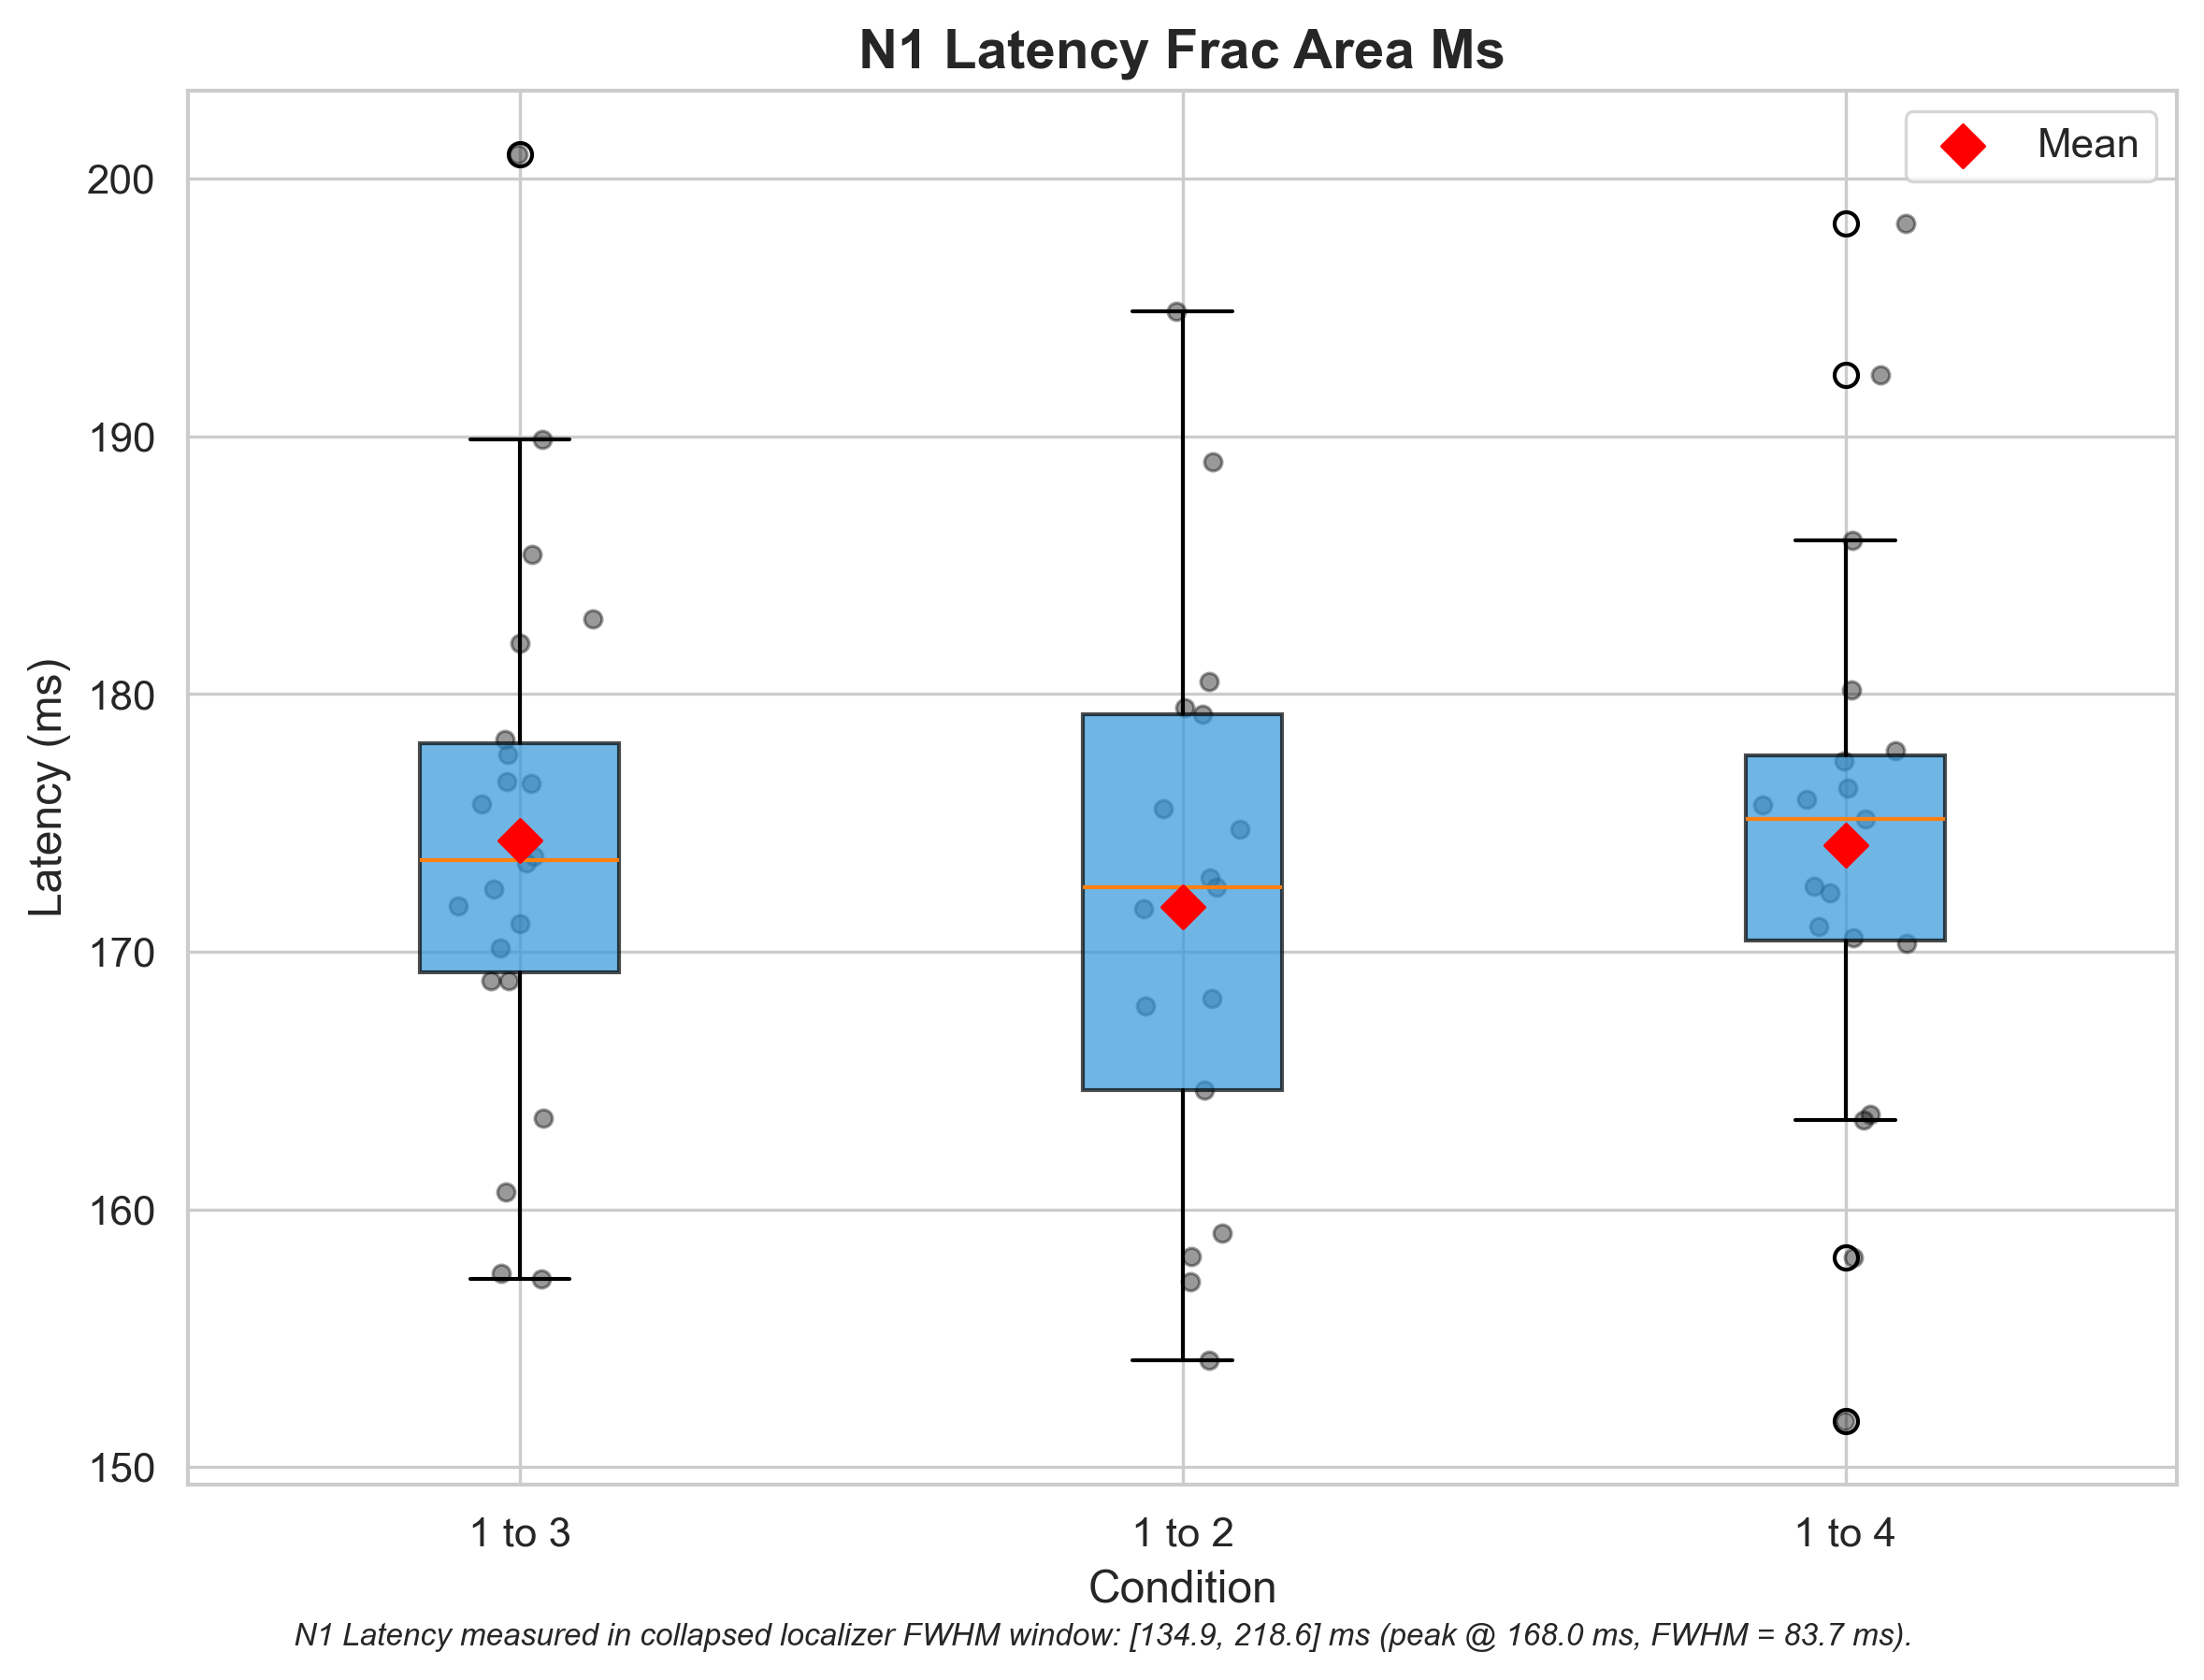 N1 Latency Frac Area Ms
Mean
200
190
180
170
160
150
Latency (ms)
1 to 3
1 to 2
1 to 4
Condition
N1 Latency measured in collapsed localizer FWHM window: [134.9, 218.6] ms (peak @ 168.0 ms, FWHM = 83.7 ms).